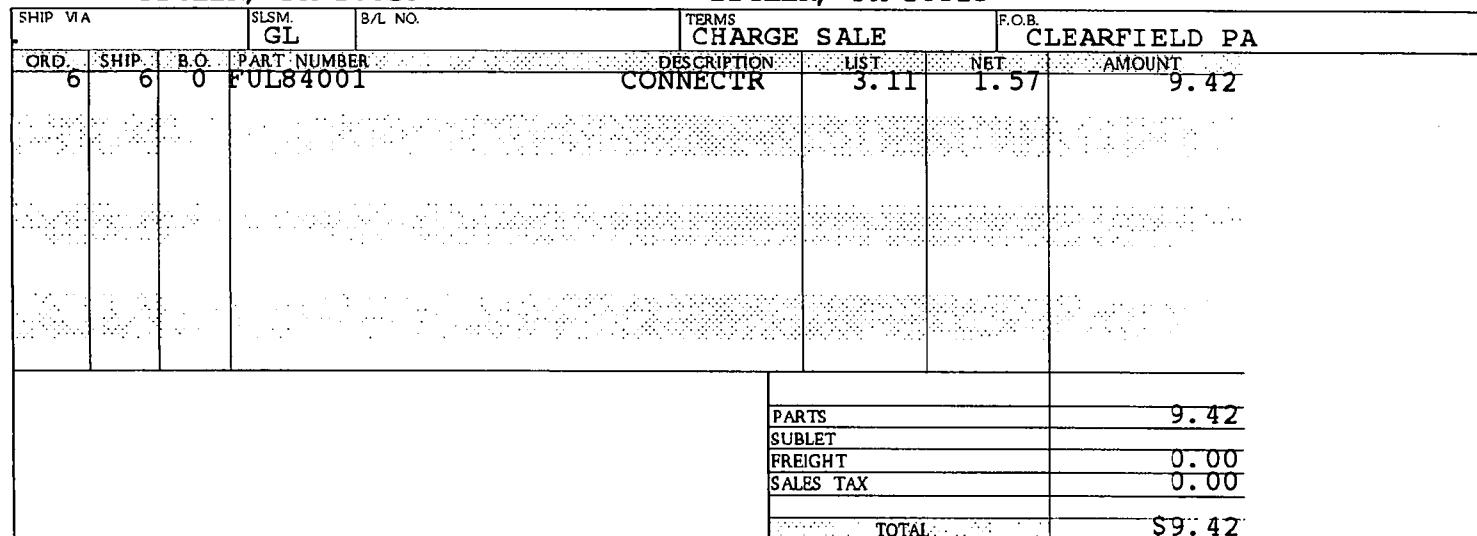 SHIP VIA SLSM. B/L NO. TERMS F.O.B.
GL CHARGE SALE CLEARFIELD PA
ORD. SHIP B.O. PART NUMBER DESCRIPTION LIST NET AMOUNT
6 6 0 FUL84001 CONNECTR 3.11 1.57 9.42
PARTS 9.42
SUBLET
FREIGHT 0.00
SALES TAX 0.00
TOTAL $9.42